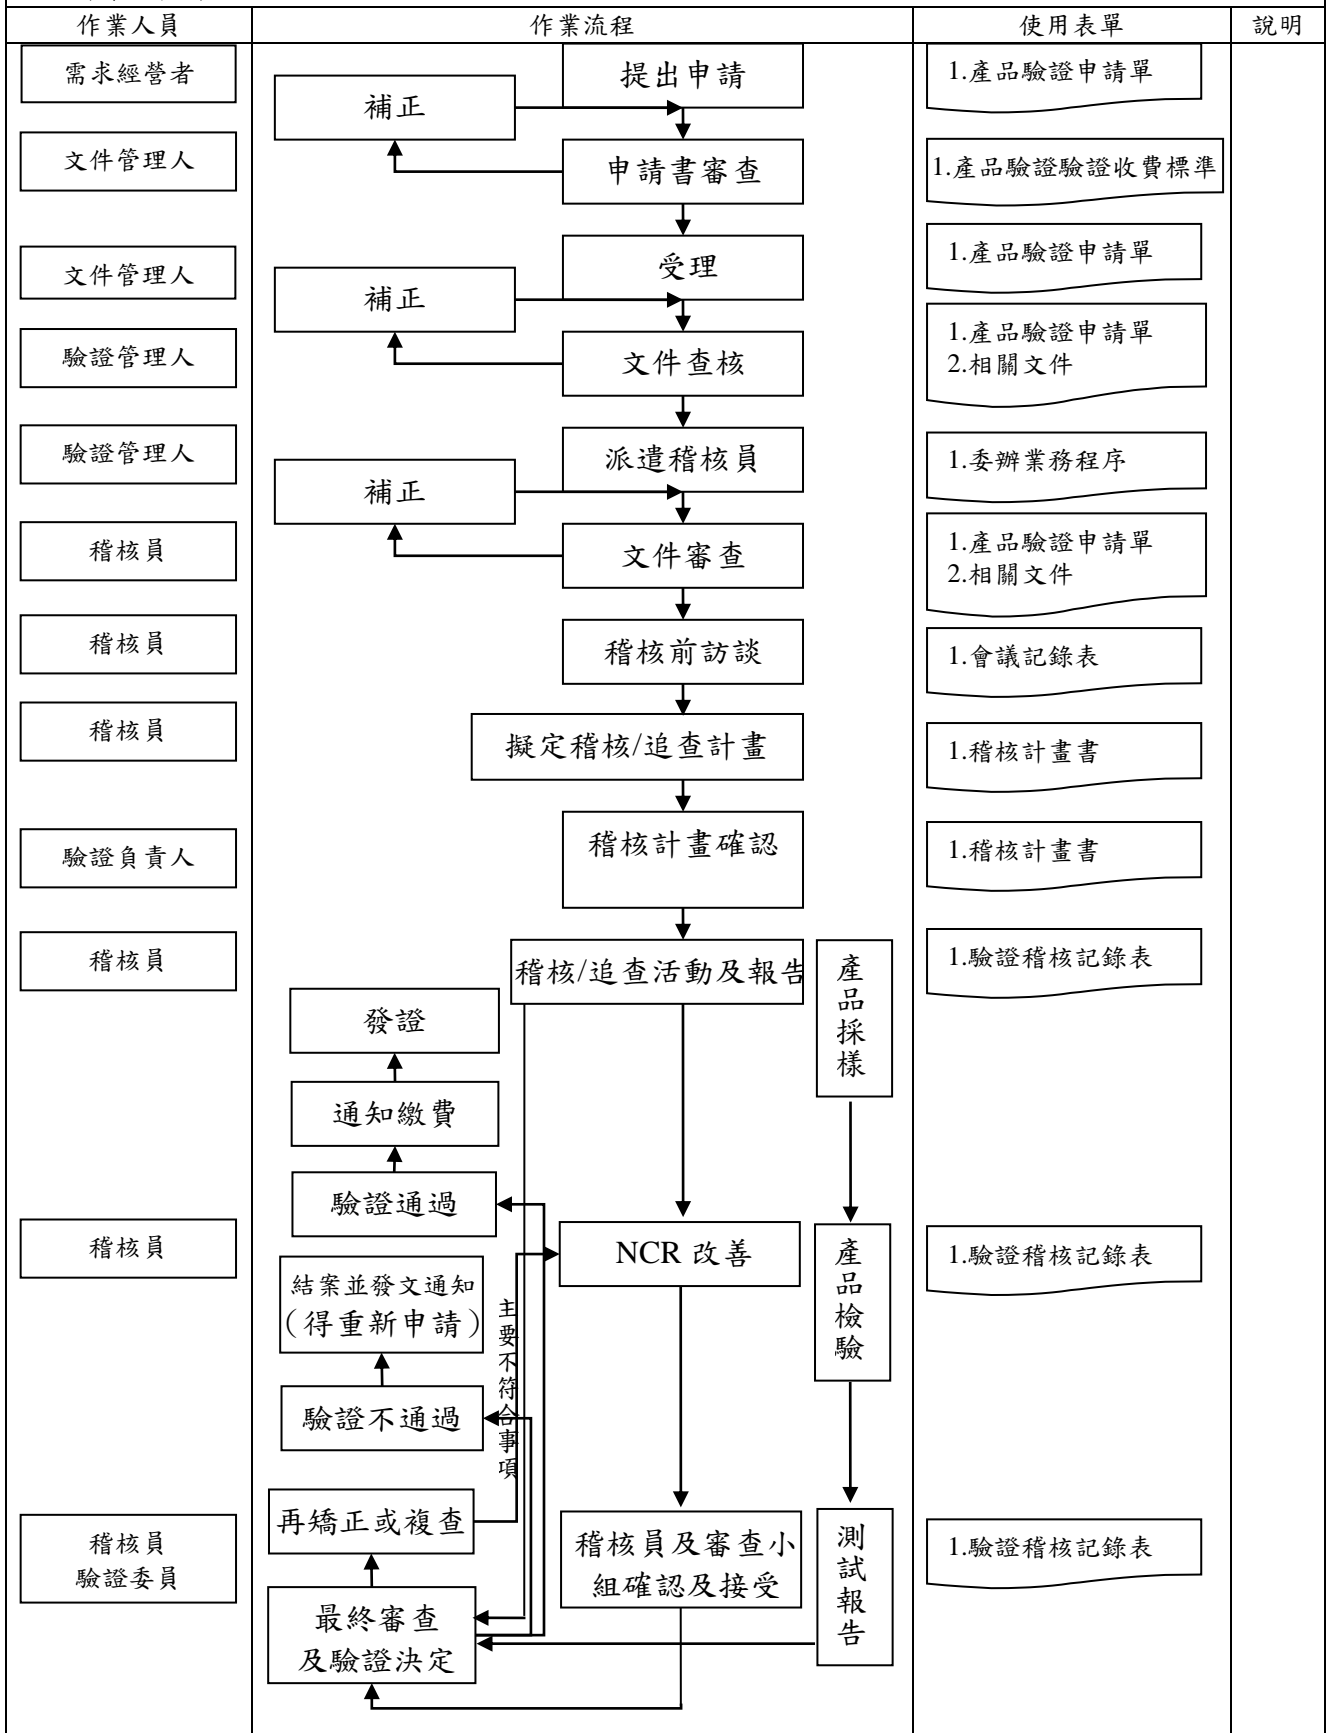 作業人員
作業流程
使用表單
說明
需求經營者
提出申請
1.產品驗證申請單
補正
文件管理人
申請書審查
1.產品驗證驗證收費標準
文件管理人
受理
1.產品驗證申請單
補正
驗證管理人
文件查核
1.產品驗證申請單
2.相關文件
驗證管理人
派遣稽核員
1.委辦業務程序
補正
稽核員
文件審查
1.產品驗證申請單
2.相關文件
稽核員
稽核前訪談
1.會議記錄表
稽核員
擬定稽核/追查計畫
1.稽核計畫書
驗證負責人
稽核計畫確認
1.稽核計畫書
稽核員
稽核/追查活動及報告
產品採樣
1.驗證稽核記錄表
發證
通知繳費
驗證通過
稽核員
NCR 改善
產品檢驗
1.驗證稽核記錄表
結案並發文通知
(得重新申請)
主要不符合事項
驗證不通過
再矯正或複查
稽核員
驗證委員
稽核員及審查小
組確認及接受
測試報告
1.驗證稽核記錄表
最終審查
及驗證決定